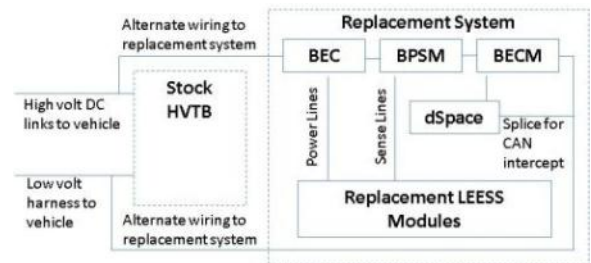 Replacement System
Alternate wiring to
replacement system
BEC
BPSM
BECM
Stock
HVTB
High volt DC
links to vehicle
Power Lines
Sense Lines
dSpace
Splice for
CAN
intercept
Low volt
harness to
vehicle
Replacement LEESS
Modules
Alternate wiring to
replacement system